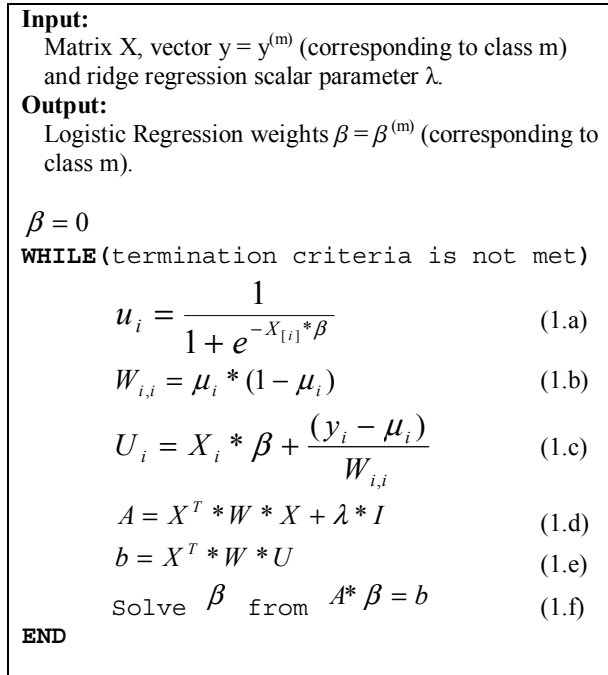 Input:
Matrix X, vector y = y^(m) (corresponding to class m)
and ridge regression scalar parameter λ.
Output:
Logistic Regression weights β = β^(m) (corresponding to
class m).
β = 0
WHILE(termination criteria is not met)
u_i = 1 / (1 + e^(-X_[i] * β)) (1.a)
W_{i,i} = μ_i * (1 − μ_i) (1.b)
U_i = X_i * β + (y_i − μ_i) / W_{i,i} (1.c)
A = X^T * W * X + λ * I (1.d)
b = X^T * W * U (1.e)
Solve β from A* β = b (1.f)
END